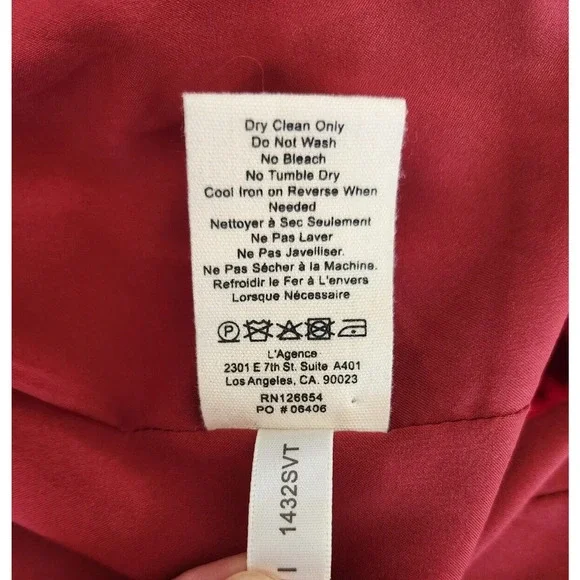 Dry Clean Only
Do Not Wash
No Bleach
No Tumble Dry
Cool Iron on Reverse When
Needed
Nettoyer à Sec Seulement
Ne Pas Laver
Ne Pas Javelliser.
Ne Pas Sécher à la Machine.
Refroidir le Fer à L'envers
Lorsque Nécessaire
P
L'Agence
2301 E 7th St. Suite A401
Los Angeles, CA. 90023
RN126654
PO # 06406
1432SVT